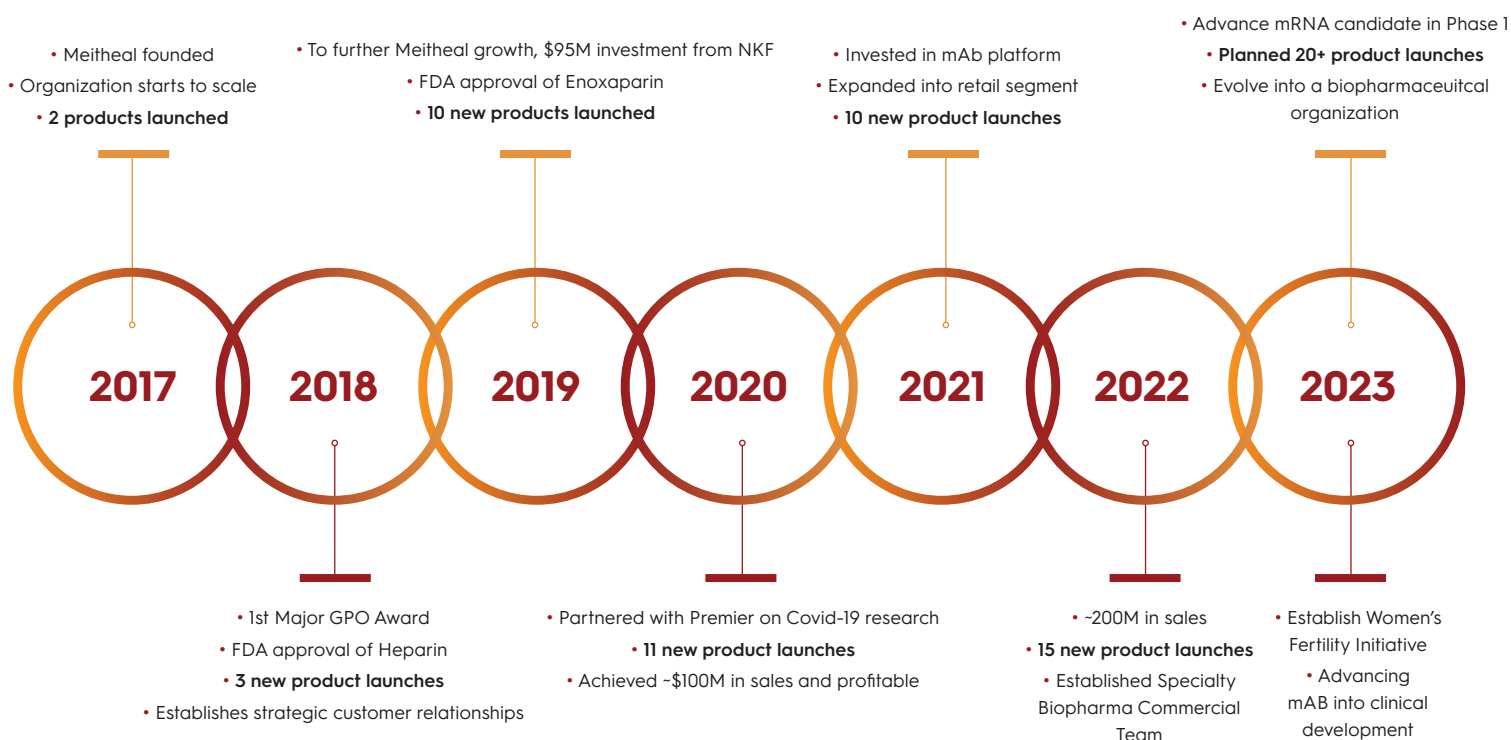 • Meitheal founded
• Organization starts to scale
• 2 products launched
• To further Meitheal growth, $95M investment from NKF
• FDA approval of Enoxaparin
• 10 new products launched
• Invested in mAb platform
• Expanded into retail segment
• 10 new product launches
• Advance mRNA candidate in Phase 1
• Planned 20+ product launches
• Evolve into a biopharmaceuitcal
organization
2017
2018
2019
2020
2021
2022
2023
• 1st Major GPO Award
• FDA approval of Heparin
• 3 new product launches
• Establishes strategic customer relationships
• Partnered with Premier on Covid-19 research
• 11 new product launches
• Achieved ~$100M in sales and profitable
• ~200M in sales
• 15 new product launches
• Established Specialty
Biopharma Commercial
Team
• Establish Women's
Fertility Initiative
• Advancing
mAB into clinical
development